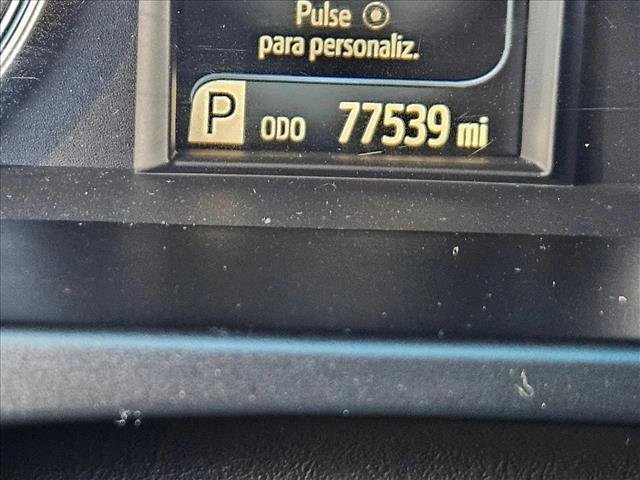 Pulse
para personaliz.
P ODO 77539 mi